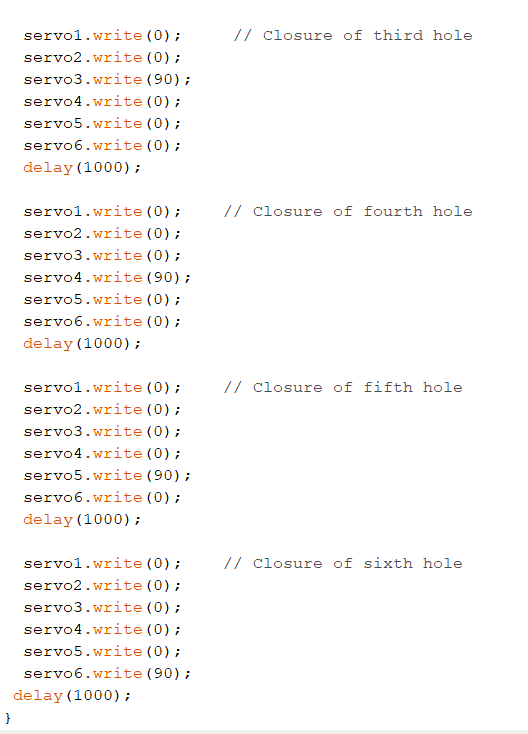 servo1.write(0);     // Closure of third hole
servo2.write(0);
servo3.write(90);
servo4.write(0);
servo5.write(0);
servo6.write(0);
delay(1000);
servo1.write(0);    // Closure of fourth hole
servo2.write(0);
servo3.write(0);
servo4.write(90);
servo5.write(0);
servo6.write(0);
delay(1000);
servo1.write(0);    // Closure of fifth hole
servo2.write(0);
servo3.write(0);
servo4.write(0);
servo5.write(90);
servo6.write(0);
delay(1000);
servo1.write(0);    // Closure of sixth hole
servo2.write(0);
servo3.write(0);
servo4.write(0);
servo5.write(0);
servo6.write(90);
delay(1000);
}